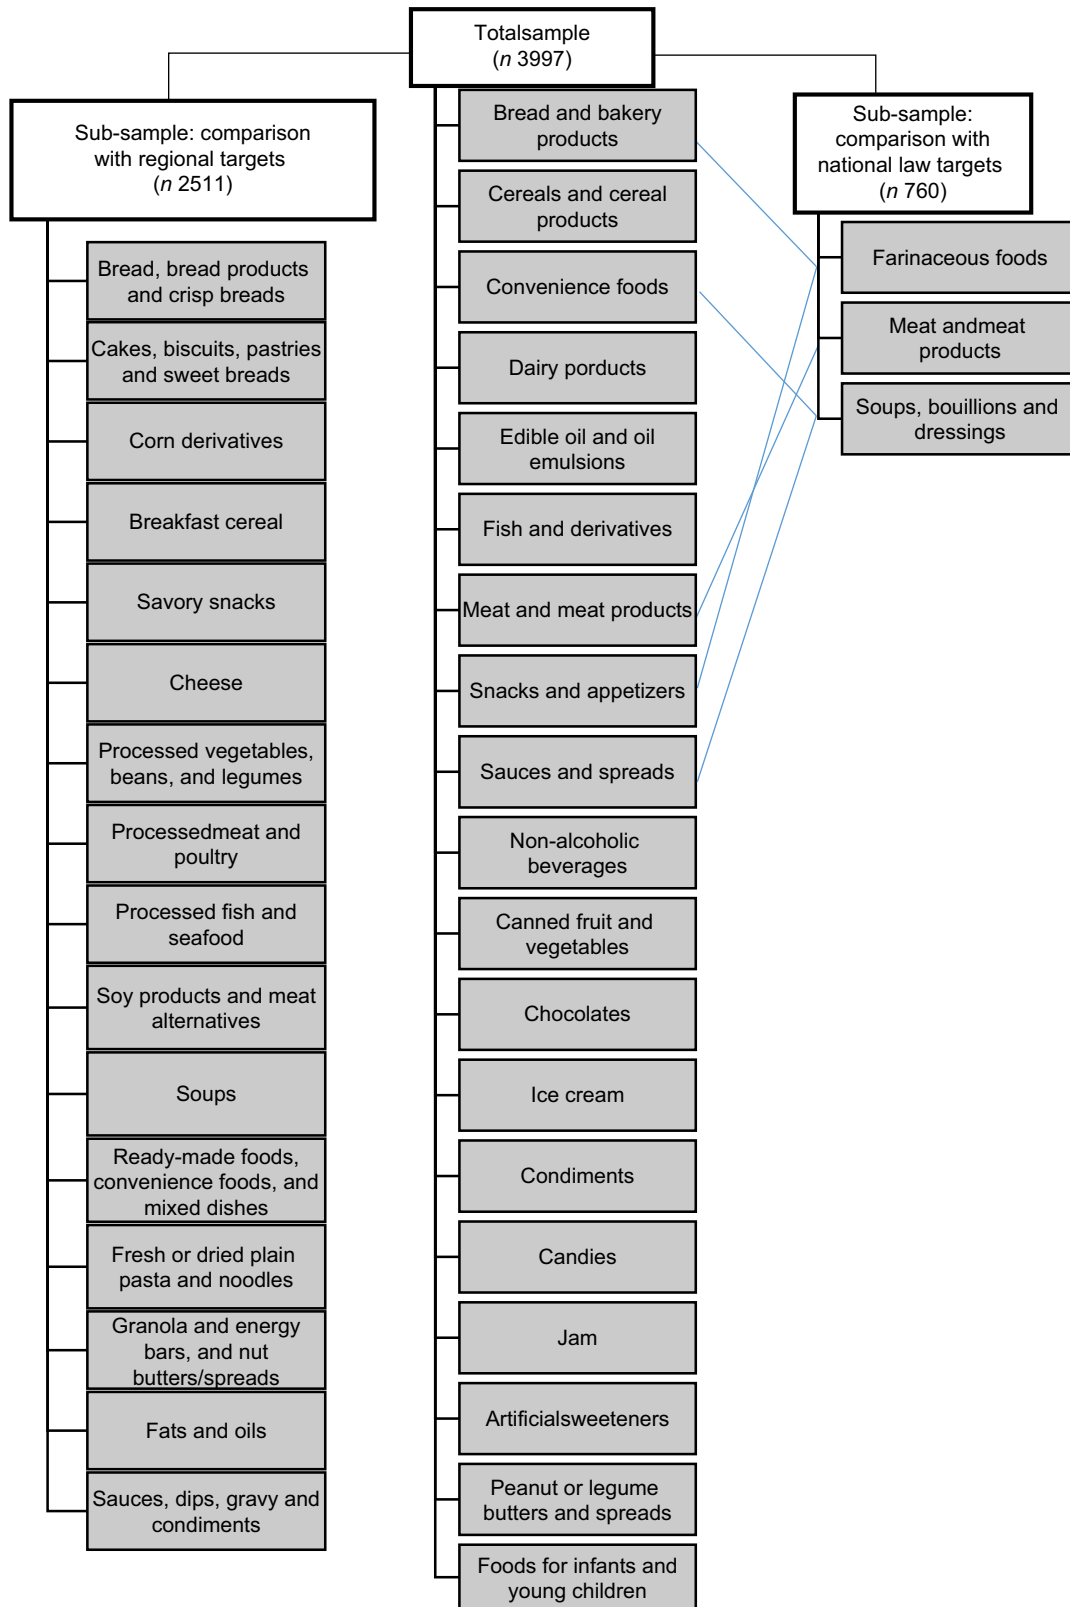 Totalsample
(n 3997)
Sub-sample: comparison
with regional targets
(n 2511)
Bread, bread products
and crisp breads
Cakes, biscuits, pastries
and sweet breads
Corn derivatives
Breakfast cereal
Savory snacks
Cheese
Processed vegetables,
beans, and legumes
Processedmeat and
poultry
Processed fish and
seafood
Soy products and meat
alternatives
Soups
Ready-made foods,
convenience foods, and
mixed dishes
Fresh or dried plain
pasta and noodles
Granola and energy
bars, and nut
butters/spreads
Fats and oils
Sauces, dips, gravy and
condiments
Bread and bakery
products
Cereals and cereal
products
Convenience foods
Dairy porducts
Edible oil and oil
emulsions
Fish and derivatives
Meat and meat products
Snacks and appetizers
Sauces and spreads
Non-alcoholic
beverages
Canned fruit and
vegetables
Chocolates
Ice cream
Condiments
Candies
Jam
Artificialsweeteners
Peanut or legume
butters and spreads
Foods for infants and
young children
Sub-sample:
comparison with
national law targets
(n 760)
Farinaceous foods
Meat andmeat
products
Soups, bouillions and
dressings